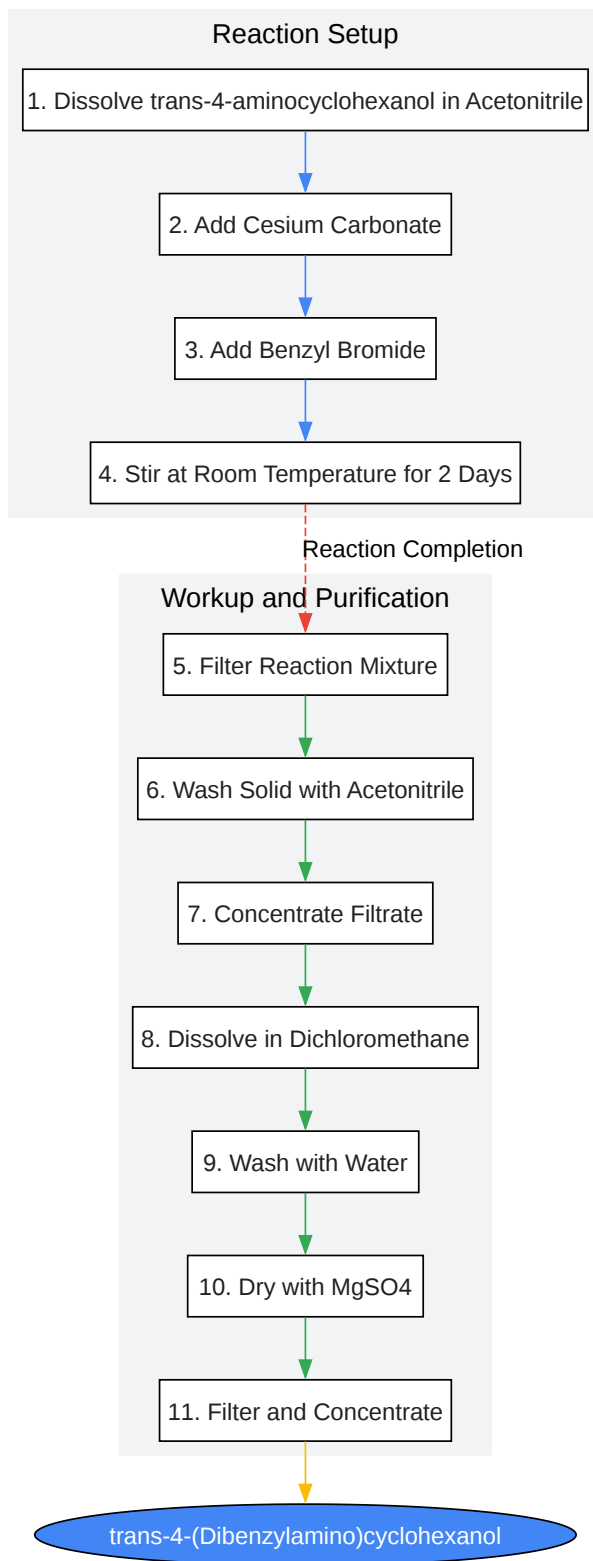 Reaction Setup
1. Dissolve trans-4-aminocyclohexanol in Acetonitrile
2. Add Cesium Carbonate
3. Add Benzyl Bromide
4. Stir at Room Temperature for 2 Days
Reaction Completion
Workup and Purification
5. Filter Reaction Mixture
6. Wash Solid with Acetonitrile
7. Concentrate Filtrate
8. Dissolve in Dichloromethane
9. Wash with Water
10. Dry with MgSO4
11. Filter and Concentrate
trans-4-(Dibenzylamino)cyclohexanol